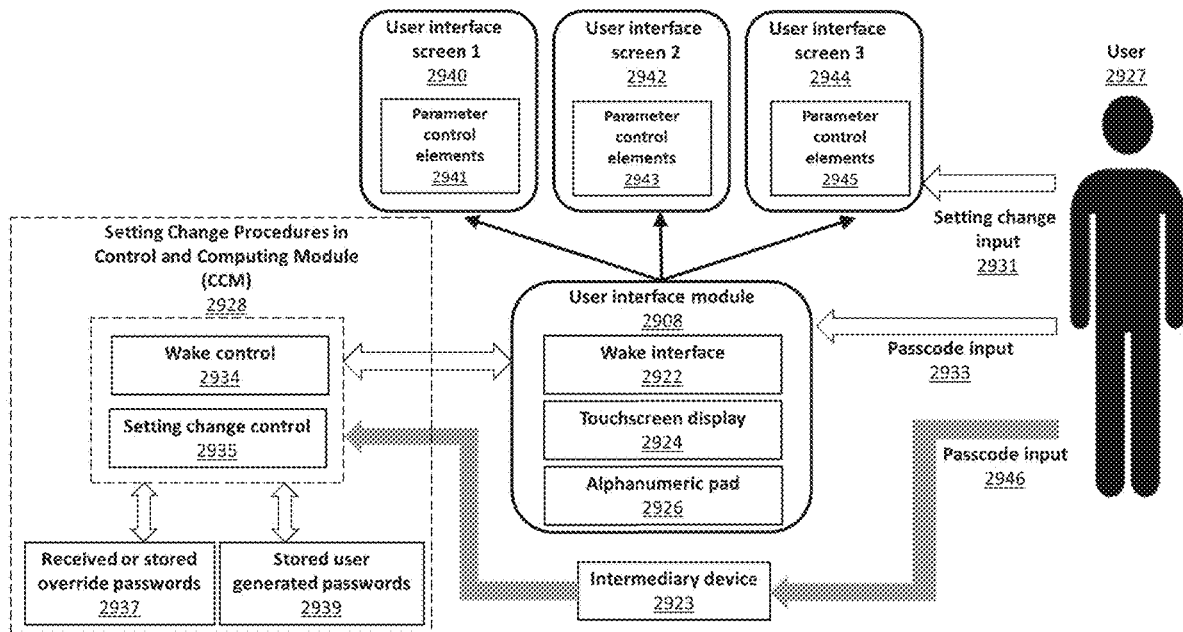 User interface
screen 1
2940
Parameter
control
elements
2941
User interface
screen 2
2942
Parameter
control
elements
2943
User interface
screen 3
2944
Parameter
control
elements
2945
User
2927
Setting change
input
2931
Setting Change Procedures in
Control and Computing Module
(CCM)
2928
Wake control
2934
Setting change control
2935
Received or stored
override passwords
2937
Stored user
generated passwords
2939
User interface module
2908
Wake interface
2922
Touchscreen display
2924
Alphanumeric pad
2926
Passcode input
2933
Passcode input
2946
Intermediary device
2923